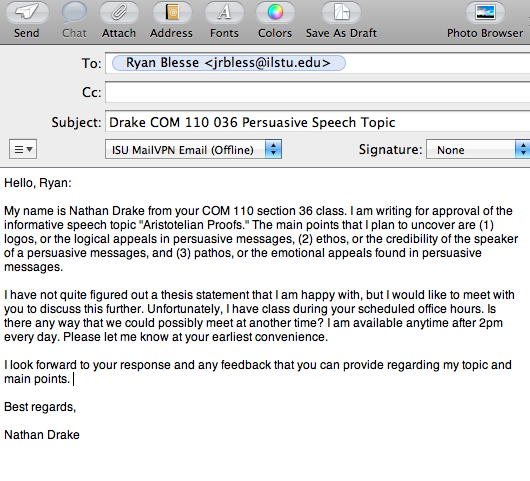 Send Chat Attach Address Fonts Colors Save As Draft Photo Browser
To: Ryan Blesse <jrbless@ilstu.edu>
Cc:
Subject: Drake COM 110 036 Persuasive Speech Topic
ISU MailVPN Email (Offline) Signature: None
Hello, Ryan:
My name is Nathan Drake from your COM 110 section 36 class. I am writing for approval of the
informative speech topic "Aristotelian Proofs." The main points that I plan to uncover are (1)
logos, or the logical appeals in persuasive messages, (2) ethos, or the credibility of the speaker
of a persuasive messages, and (3) pathos, or the emotional appeals found in persuasive
messages.
I have not quite figured out a thesis statement that I am happy with, but I would like to meet with
you to discuss this further. Unfortunately, I have class during your scheduled office hours. Is
there any way that we could possibly meet at another time? I am available anytime after 2pm
every day. Please let me know at your earliest convenience.
I look forward to your response and any feedback that you can provide regarding my topic and
main points.
Best regards,
Nathan Drake